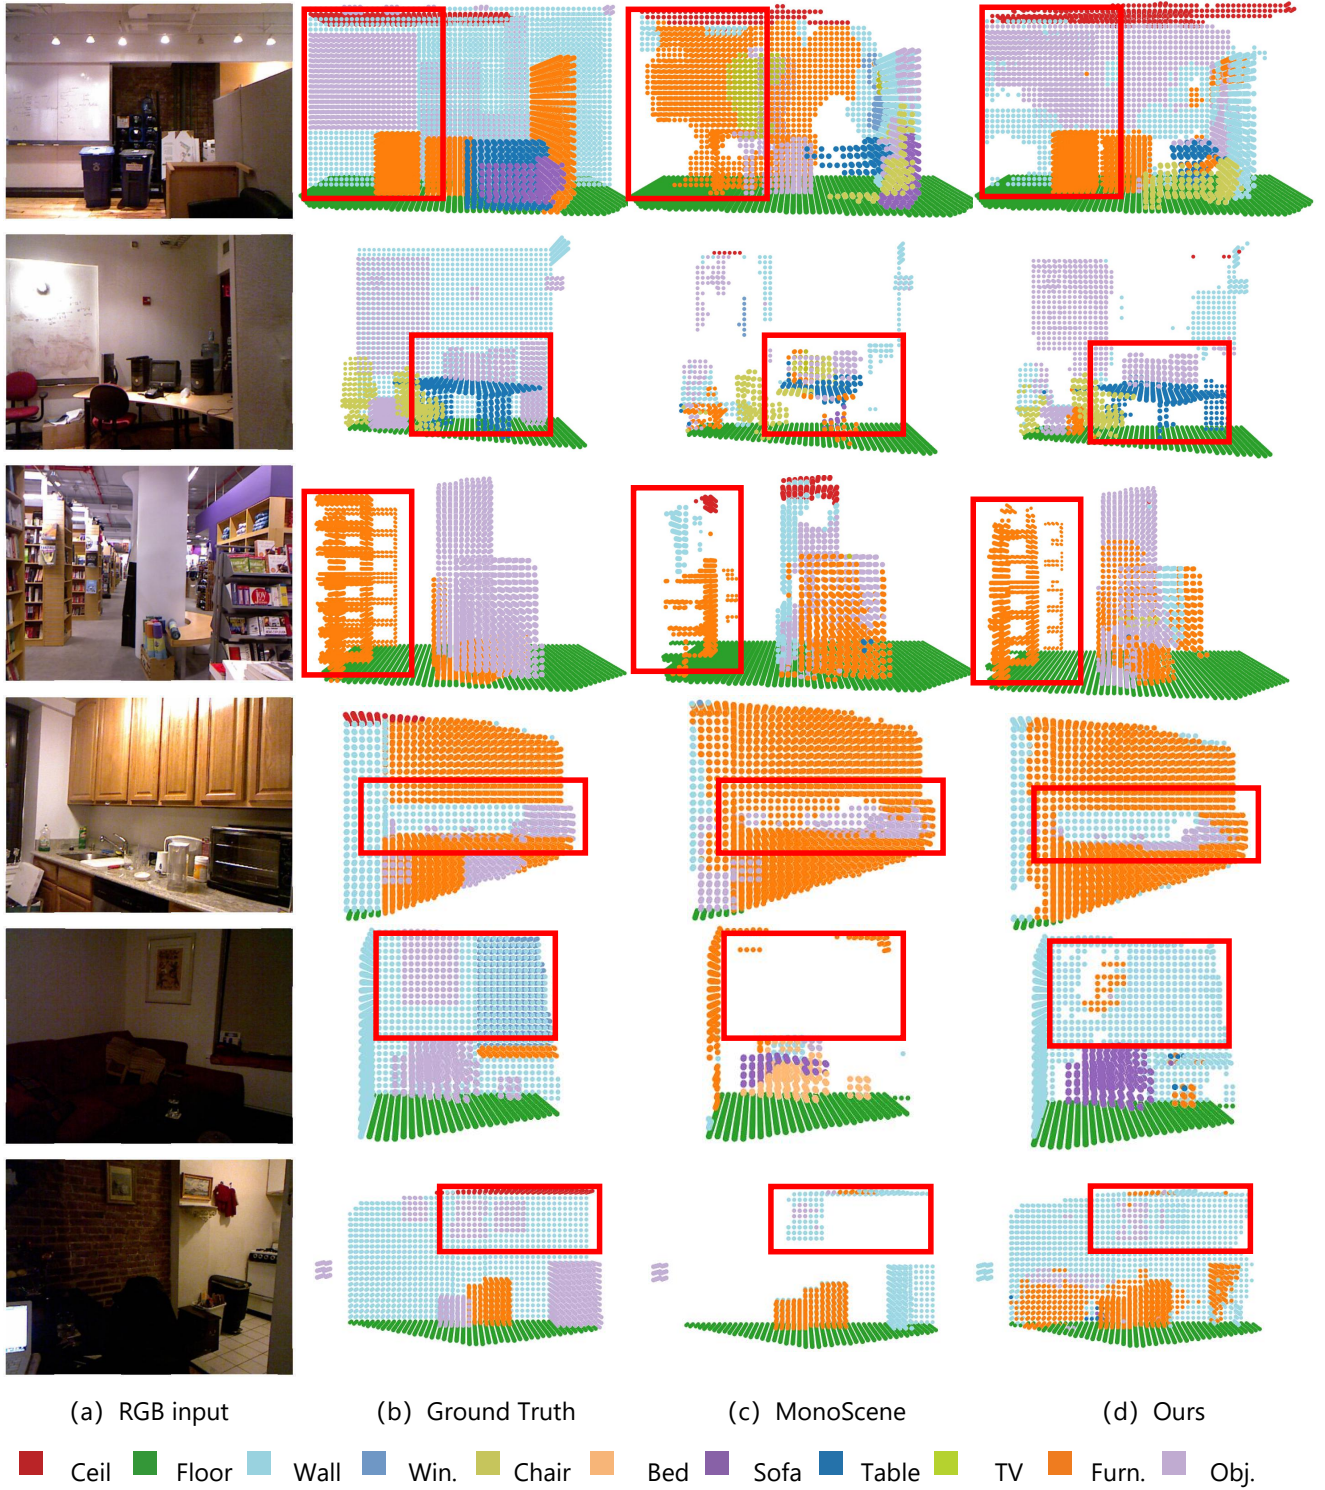 (a) RGB input
(b) Ground Truth
(c) MonoScene
(d) Ours
Ceil Floor Wall Win. Chair Bed Sofa Table TV Furn. Obj.